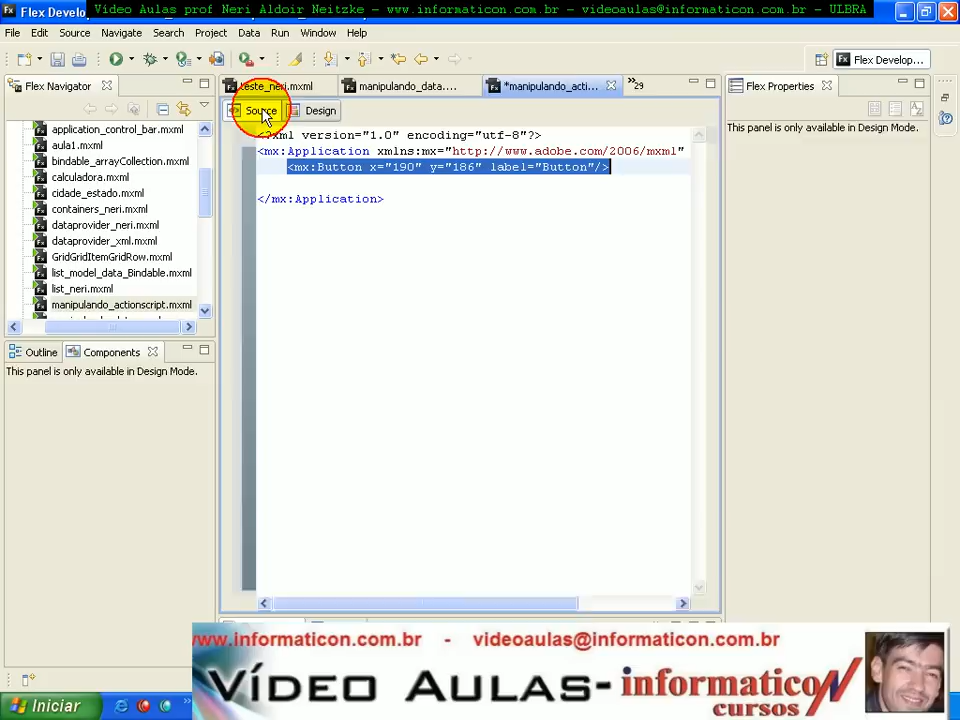 Flex Develo
Vídeo Aulas prof Neri Aldoir Neitzke – www.informaticon.com.br – videoaulas@informaticon.com.br – ULBRA
File Edit Source Navigate Search Project Data Run Window Help
Flex Develop...
Flex Navigator
teste_neri.mxml
manipulando_data....
*manipulando_acti...
»29
Flex Properties
Source
Design
This panel is only available in Design Mode.
application_control_bar.mxml
aula1.mxml
bindable_arrayCollection.mxml
calculadora.mxml
cidade_estado.mxml
containers_neri.mxml
dataprovider_neri.mxml
dataprovider_xml.mxml
GridGridItemGridRow.mxml
list_model_data_Bindable.mxml
list_neri.mxml
manipulando_actionscript.mxml
<?xml version="1.0" encoding="utf-8"?>
<mx:Application xmlns:mx="http://www.adobe.com/2006/mxml"
<mx:Button x="190" y="186" label="Button"/>
</mx:Application>
Outline
Components
This panel is only available in Design Mode.
www.informaticon.com.br - videoaulas@informaticon.com.br
Vídeo Aulas-informaticon
cursos
Iniciar